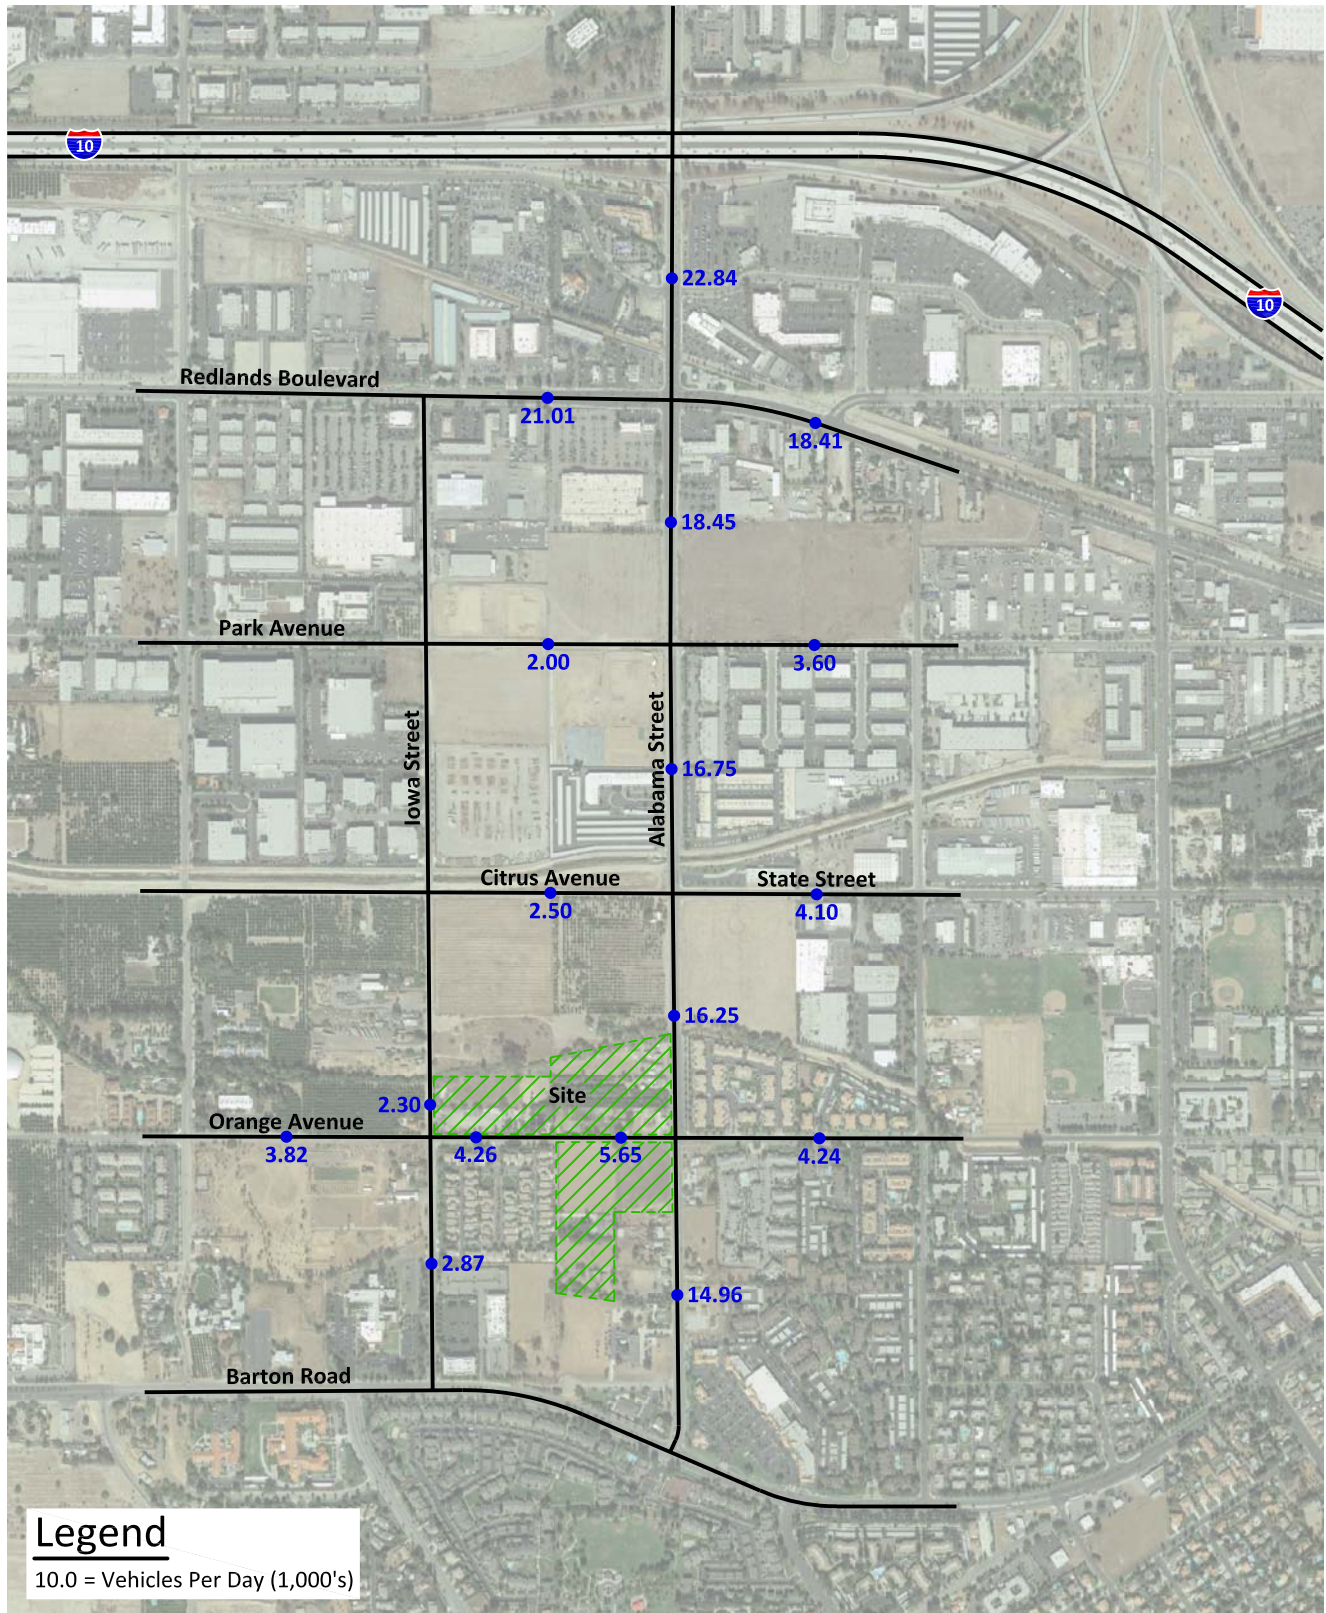 10
22.84
10
Redlands Boulevard
21.01
18.41
18.45
Park Avenue
2.00
3.60
Iowa Street
Alabama Street
16.75
Citrus Avenue
State Street
2.50
4.10
16.25
Site
2.30
Orange Avenue
3.82
4.26
5.65
4.24
2.87
14.96
Barton Road
Legend
10.0 = Vehicles Per Day (1,000's)